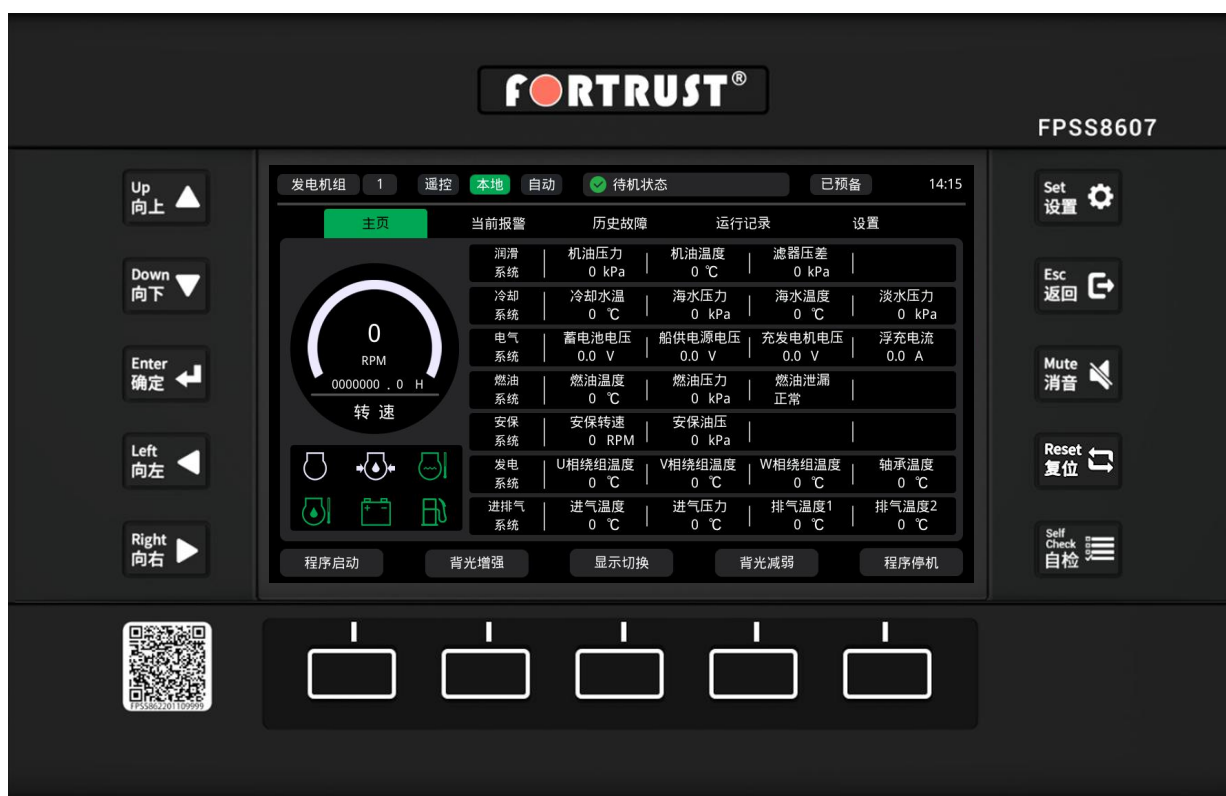 FORTRUST®
FPSS8607
Up
向上
Down
向下
Enter
确定
Left
向左
Right
向右
发电机组 1 遥控 本地 自动 待机状态 已预备 14:15
主页 当前报警 历史故障 运行记录 设置
0
RPM
0000000 . 0 H
转 速
润滑系统 机油压力 机油温度 滤器压差
0 kPa 0 ℃ 0 kPa
冷却系统 冷却水温 海水压力 海水温度 淡水压力
0 ℃ 0 kPa 0 ℃ 0 kPa
电气系统 蓄电池电压 船供电源电压 充发电机电压 浮充电流
0.0 V 0.0 V 0.0 V 0.0 A
燃油系统 燃油温度 燃油压力 燃油泄漏
0 ℃ 0 kPa 正常
安保系统 安保转速 安保油压
0 RPM 0 kPa
发电系统 U相绕组温度 V相绕组温度 W相绕组温度 轴承温度
0 ℃ 0 ℃ 0 ℃ 0 ℃
进排气系统 进气温度 进气压力 排气温度1 排气温度2
0 ℃ 0 ℃ 0 ℃ 0 ℃
程序启动 背光增强 显示切换 背光减弱 程序停机
Set
设置
Esc
返回
Mute
消音
Reset
复位
Self
Check
自检
FPSS862201109999